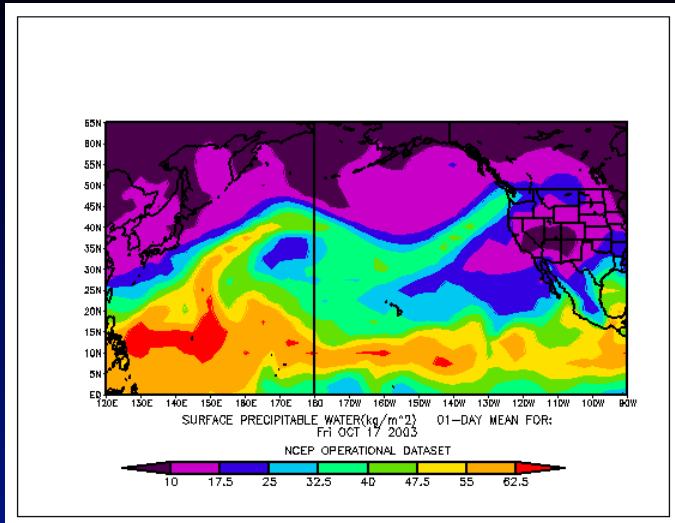 65N
60N
55N
50N
45N
40N
35N
30N
25N
20N
15N
10N
5N
EQ
120E 130E 140E 150E 160E 170E 180 170W 160W 150W 140W 130W 120W 110W 100W 90W
SURFACE PRECIPITABLE WATER(kg/m^2) 01-DAY MEAN FOR:
Fri OCT 17 2003
NCEP OPERATIONAL DATASET
10 17.5 25 32.5 40 47.5 55 62.5